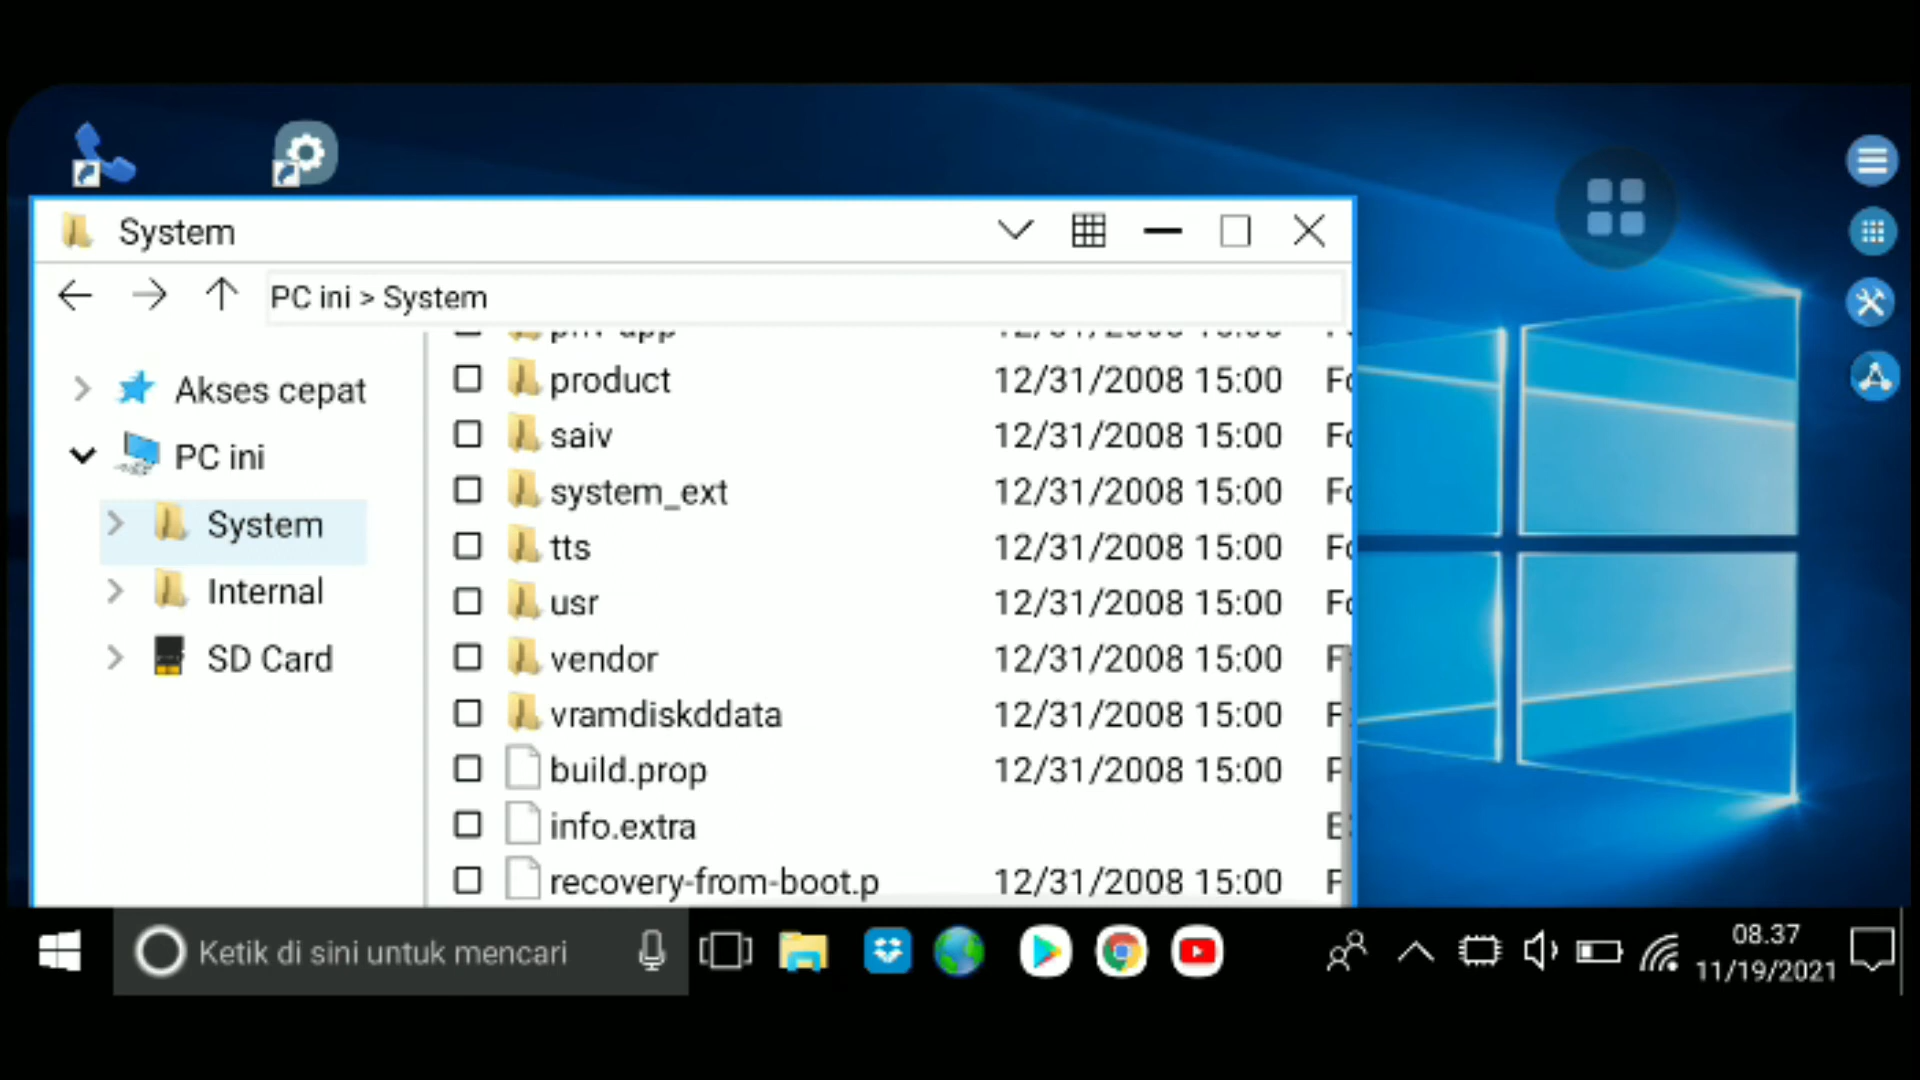 System
PC ini > System
Akses cepat
PC ini
System
Internal
SD Card
product 12/31/2008 15:00
saiv 12/31/2008 15:00
system_ext 12/31/2008 15:00
tts 12/31/2008 15:00
usr 12/31/2008 15:00
vendor 12/31/2008 15:00
vramdiskddata 12/31/2008 15:00
build.prop 12/31/2008 15:00
info.extra
recovery-from-boot.p 12/31/2008 15:00
Ketik di sini untuk mencari
08.37
11/19/2021